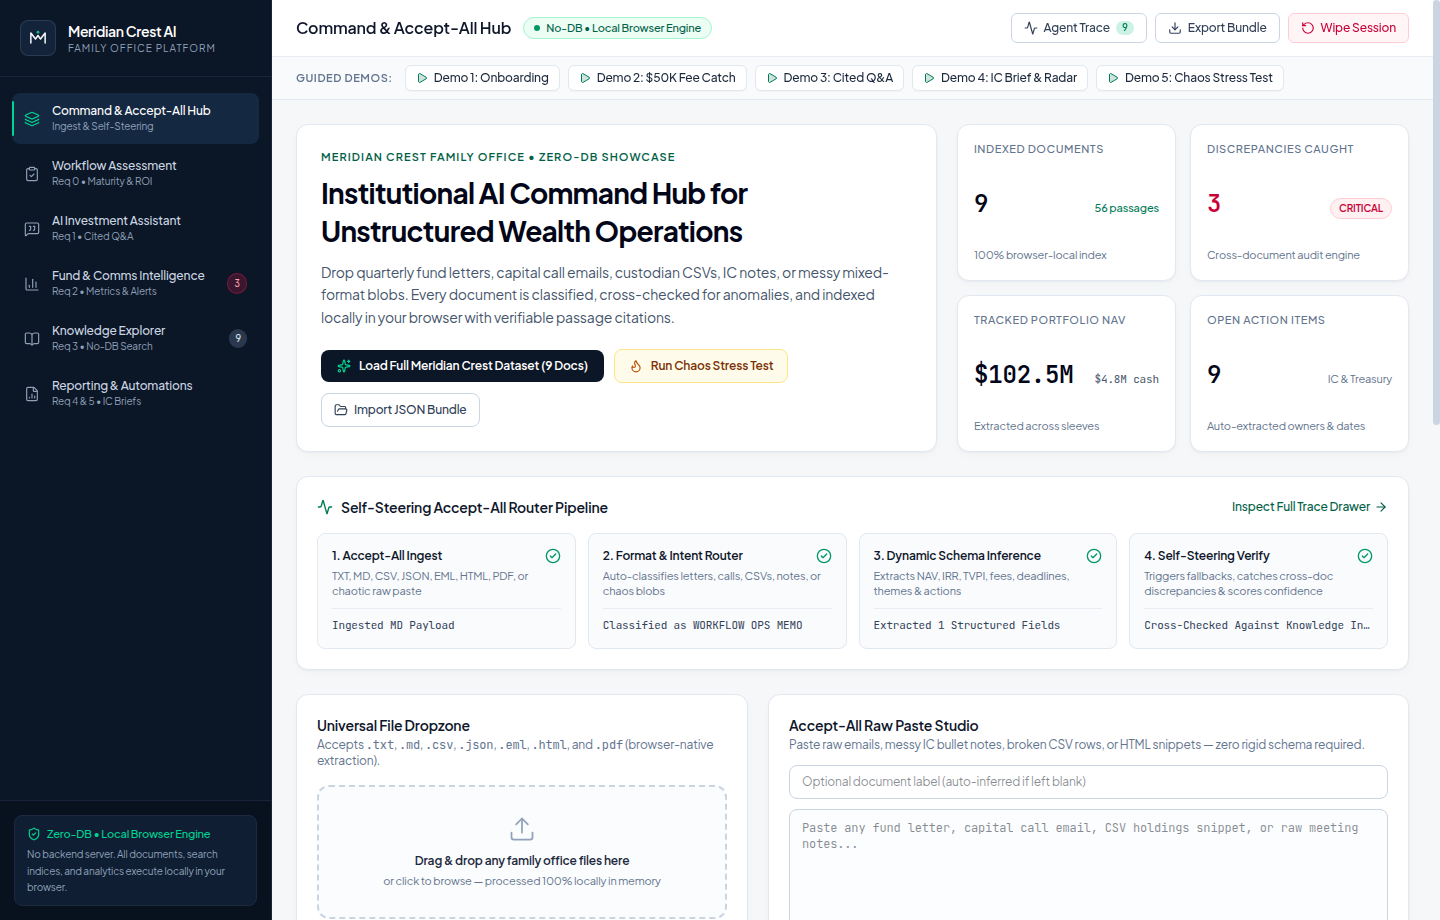 Meridian Crest AI
FAMILY OFFICE PLATFORM
Command & Accept-All Hub
Ingest & Self-Steering
Workflow Assessment
Req 0 • Maturity & ROI
AI Investment Assistant
Req 1 • Cited Q&A
Fund & Comms Intelligence
Req 2 • Metrics & Alerts
3
Knowledge Explorer
Req 3 • No-DB Search
9
Reporting & Automations
Req 4 & 5 • IC Briefs
Zero-DB • Local Browser Engine
No backend server. All documents, search
indices, and analytics execute locally in your
browser.
Command & Accept-All Hub
No-DB • Local Browser Engine
Agent Trace 9
Export Bundle
Wipe Session
GUIDED DEMOS:
Demo 1: Onboarding
Demo 2: $50K Fee Catch
Demo 3: Cited Q&A
Demo 4: IC Brief & Radar
Demo 5: Chaos Stress Test
MERIDIAN CREST FAMILY OFFICE • ZERO-DB SHOWCASE
Institutional AI Command Hub for
Unstructured Wealth Operations
Drop quarterly fund letters, capital call emails, custodian CSVs, IC notes, or messy mixed-
format blobs. Every document is classified, cross-checked for anomalies, and indexed
locally in your browser with verifiable passage citations.
Load Full Meridian Crest Dataset (9 Docs)
Run Chaos Stress Test
Import JSON Bundle
INDEXED DOCUMENTS
9
56 passages
100% browser-local index
DISCREPANCIES CAUGHT
3
CRITICAL
Cross-document audit engine
TRACKED PORTFOLIO NAV
$102.5M
$4.8M cash
Extracted across sleeves
OPEN ACTION ITEMS
9
IC & Treasury
Auto-extracted owners & dates
Self-Steering Accept-All Router Pipeline
Inspect Full Trace Drawer
1. Accept-All Ingest
TXT, MD, CSV, JSON, EML, HTML, PDF, or
chaotic raw paste
Ingested MD Payload
2. Format & Intent Router
Auto-classifies letters, calls, CSVs, notes, or
chaos blobs
Classified as WORKFLOW OPS MEMO
3. Dynamic Schema Inference
Extracts NAV, IRR, TVPI, fees, deadlines,
themes & actions
Extracted 1 Structured Fields
4. Self-Steering Verify
Triggers fallbacks, catches cross-doc
discrepancies & scores confidence
Cross-Checked Against Knowledge In…
Universal File Dropzone
Accepts .txt, .md, .csv, .json, .eml, .html, and .pdf (browser-native
extraction).
Drag & drop any family office files here
or click to browse — processed 100% locally in memory
Accept-All Raw Paste Studio
Paste raw emails, messy IC bullet notes, broken CSV rows, or HTML snippets — zero rigid schema required.
Optional document label (auto-inferred if left blank)
Paste any fund letter, capital call email, CSV holdings snippet, or raw meeting
notes...